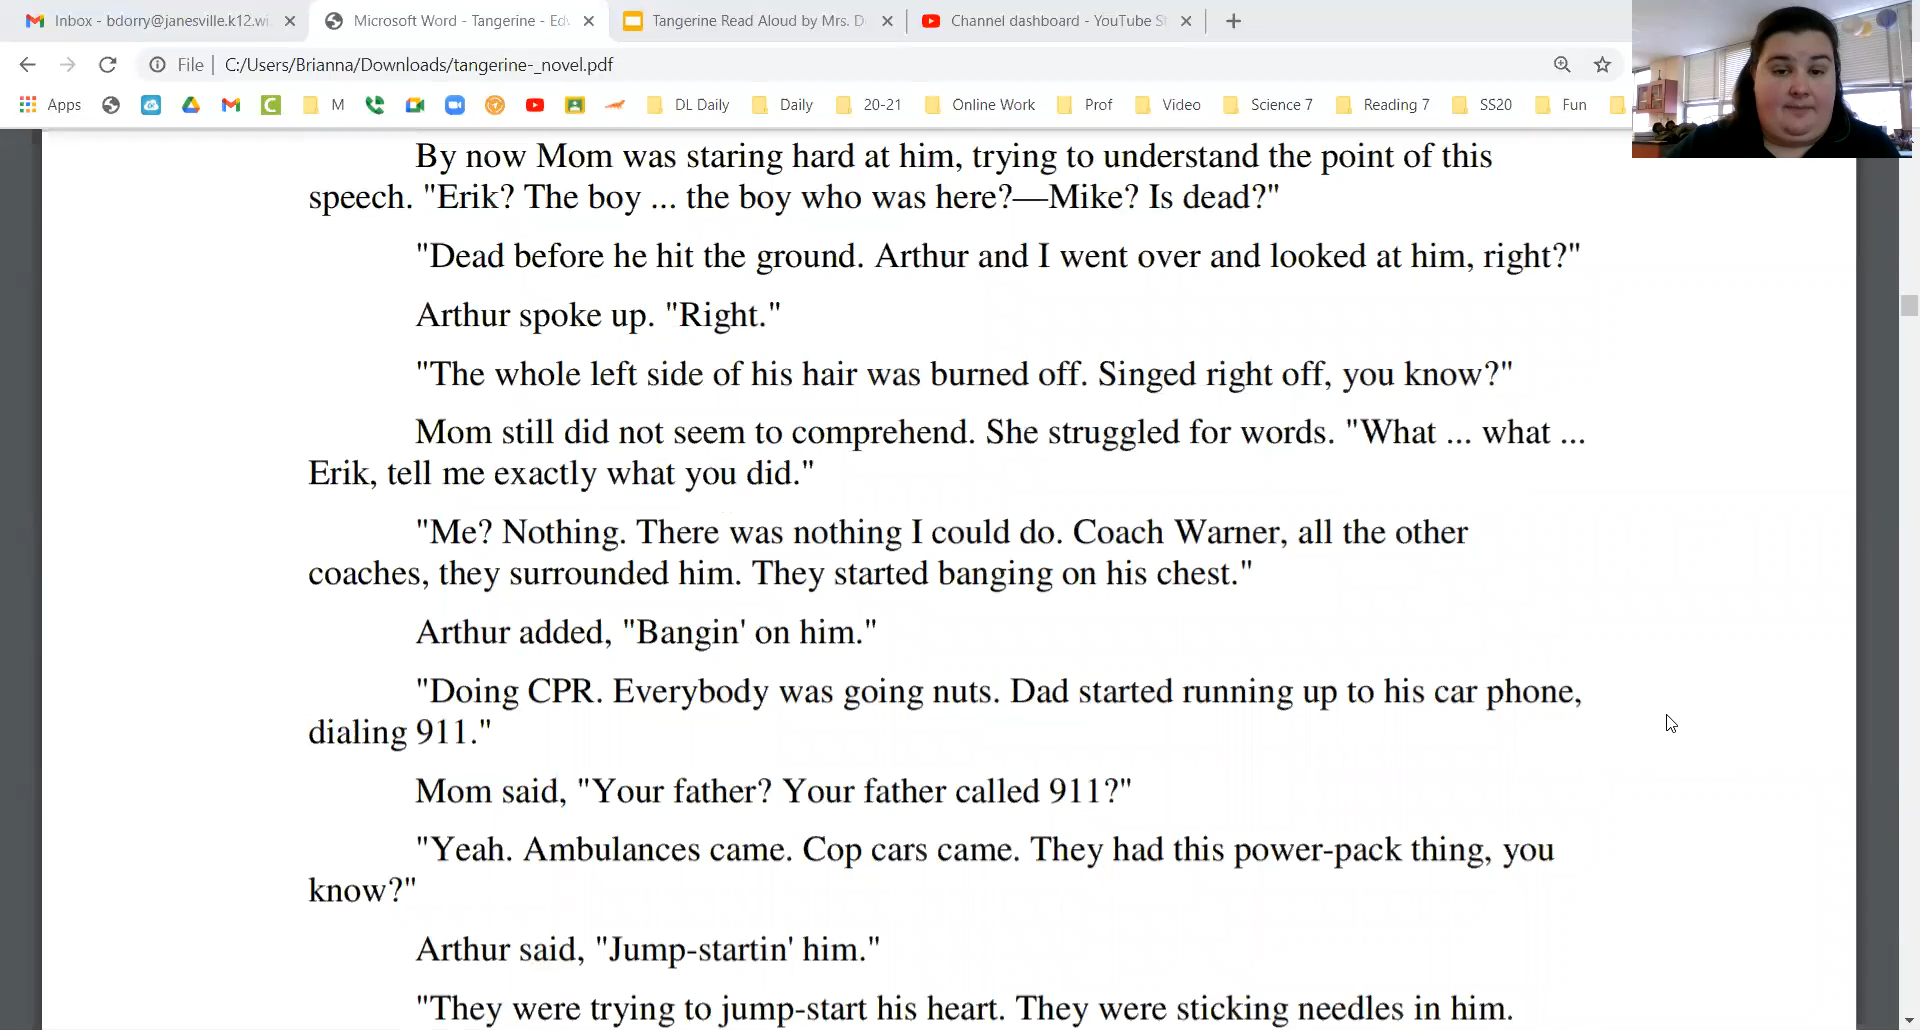 Inbox - bdorry@janesville.k12.wi.
Microsoft Word - Tangerine - Edw
Tangerine Read Aloud by Mrs. D
Channel dashboard - YouTube St
File C:/Users/Brianna/Downloads/tangerine-_novel.pdf
Apps M DL Daily Daily 20-21 Online Work Prof Video Science 7 Reading 7 SS20 Fun
By now Mom was staring hard at him, trying to understand the point of this
speech. "Erik? The boy ... the boy who was here?—Mike? Is dead?"
"Dead before he hit the ground. Arthur and I went over and looked at him, right?"
Arthur spoke up. "Right."
"The whole left side of his hair was burned off. Singed right off, you know?"
Mom still did not seem to comprehend. She struggled for words. "What ... what ...
Erik, tell me exactly what you did."
"Me? Nothing. There was nothing I could do. Coach Warner, all the other
coaches, they surrounded him. They started banging on his chest."
Arthur added, "Bangin' on him."
"Doing CPR. Everybody was going nuts. Dad started running up to his car phone,
dialing 911."
Mom said, "Your father? Your father called 911?"
"Yeah. Ambulances came. Cop cars came. They had this power-pack thing, you
know?"
Arthur said, "Jump-startin' him."
"They were trying to jump-start his heart. They were sticking needles in him.